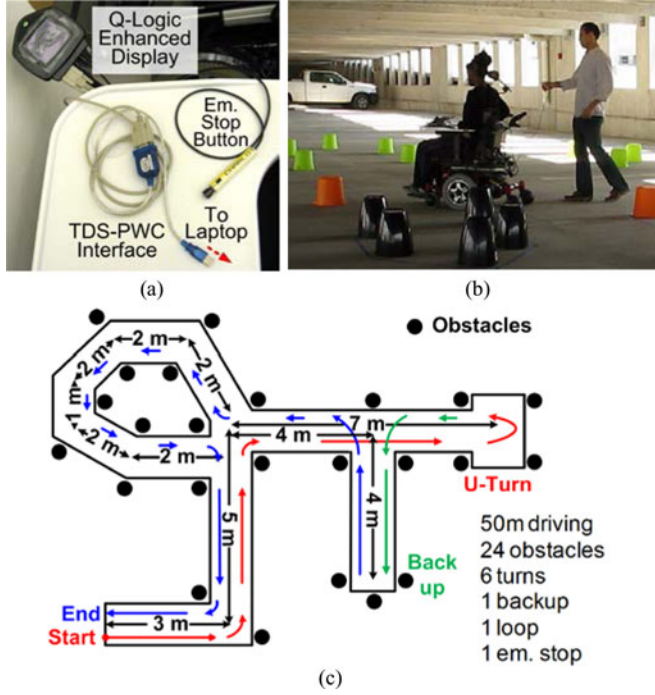 Q-Logic
Enhanced
Display
Em.
Stop
Button
TDS-PWC
Interface
To
Laptop
(a)
(b)
Obstacles
2 m
2 m
2 m
2 m
2 m
7 m
4 m
5 m
4 m
U-Turn
Back
up
End
Start
3 m
50m driving
24 obstacles
6 turns
1 backup
1 loop
1 em. stop
(c)